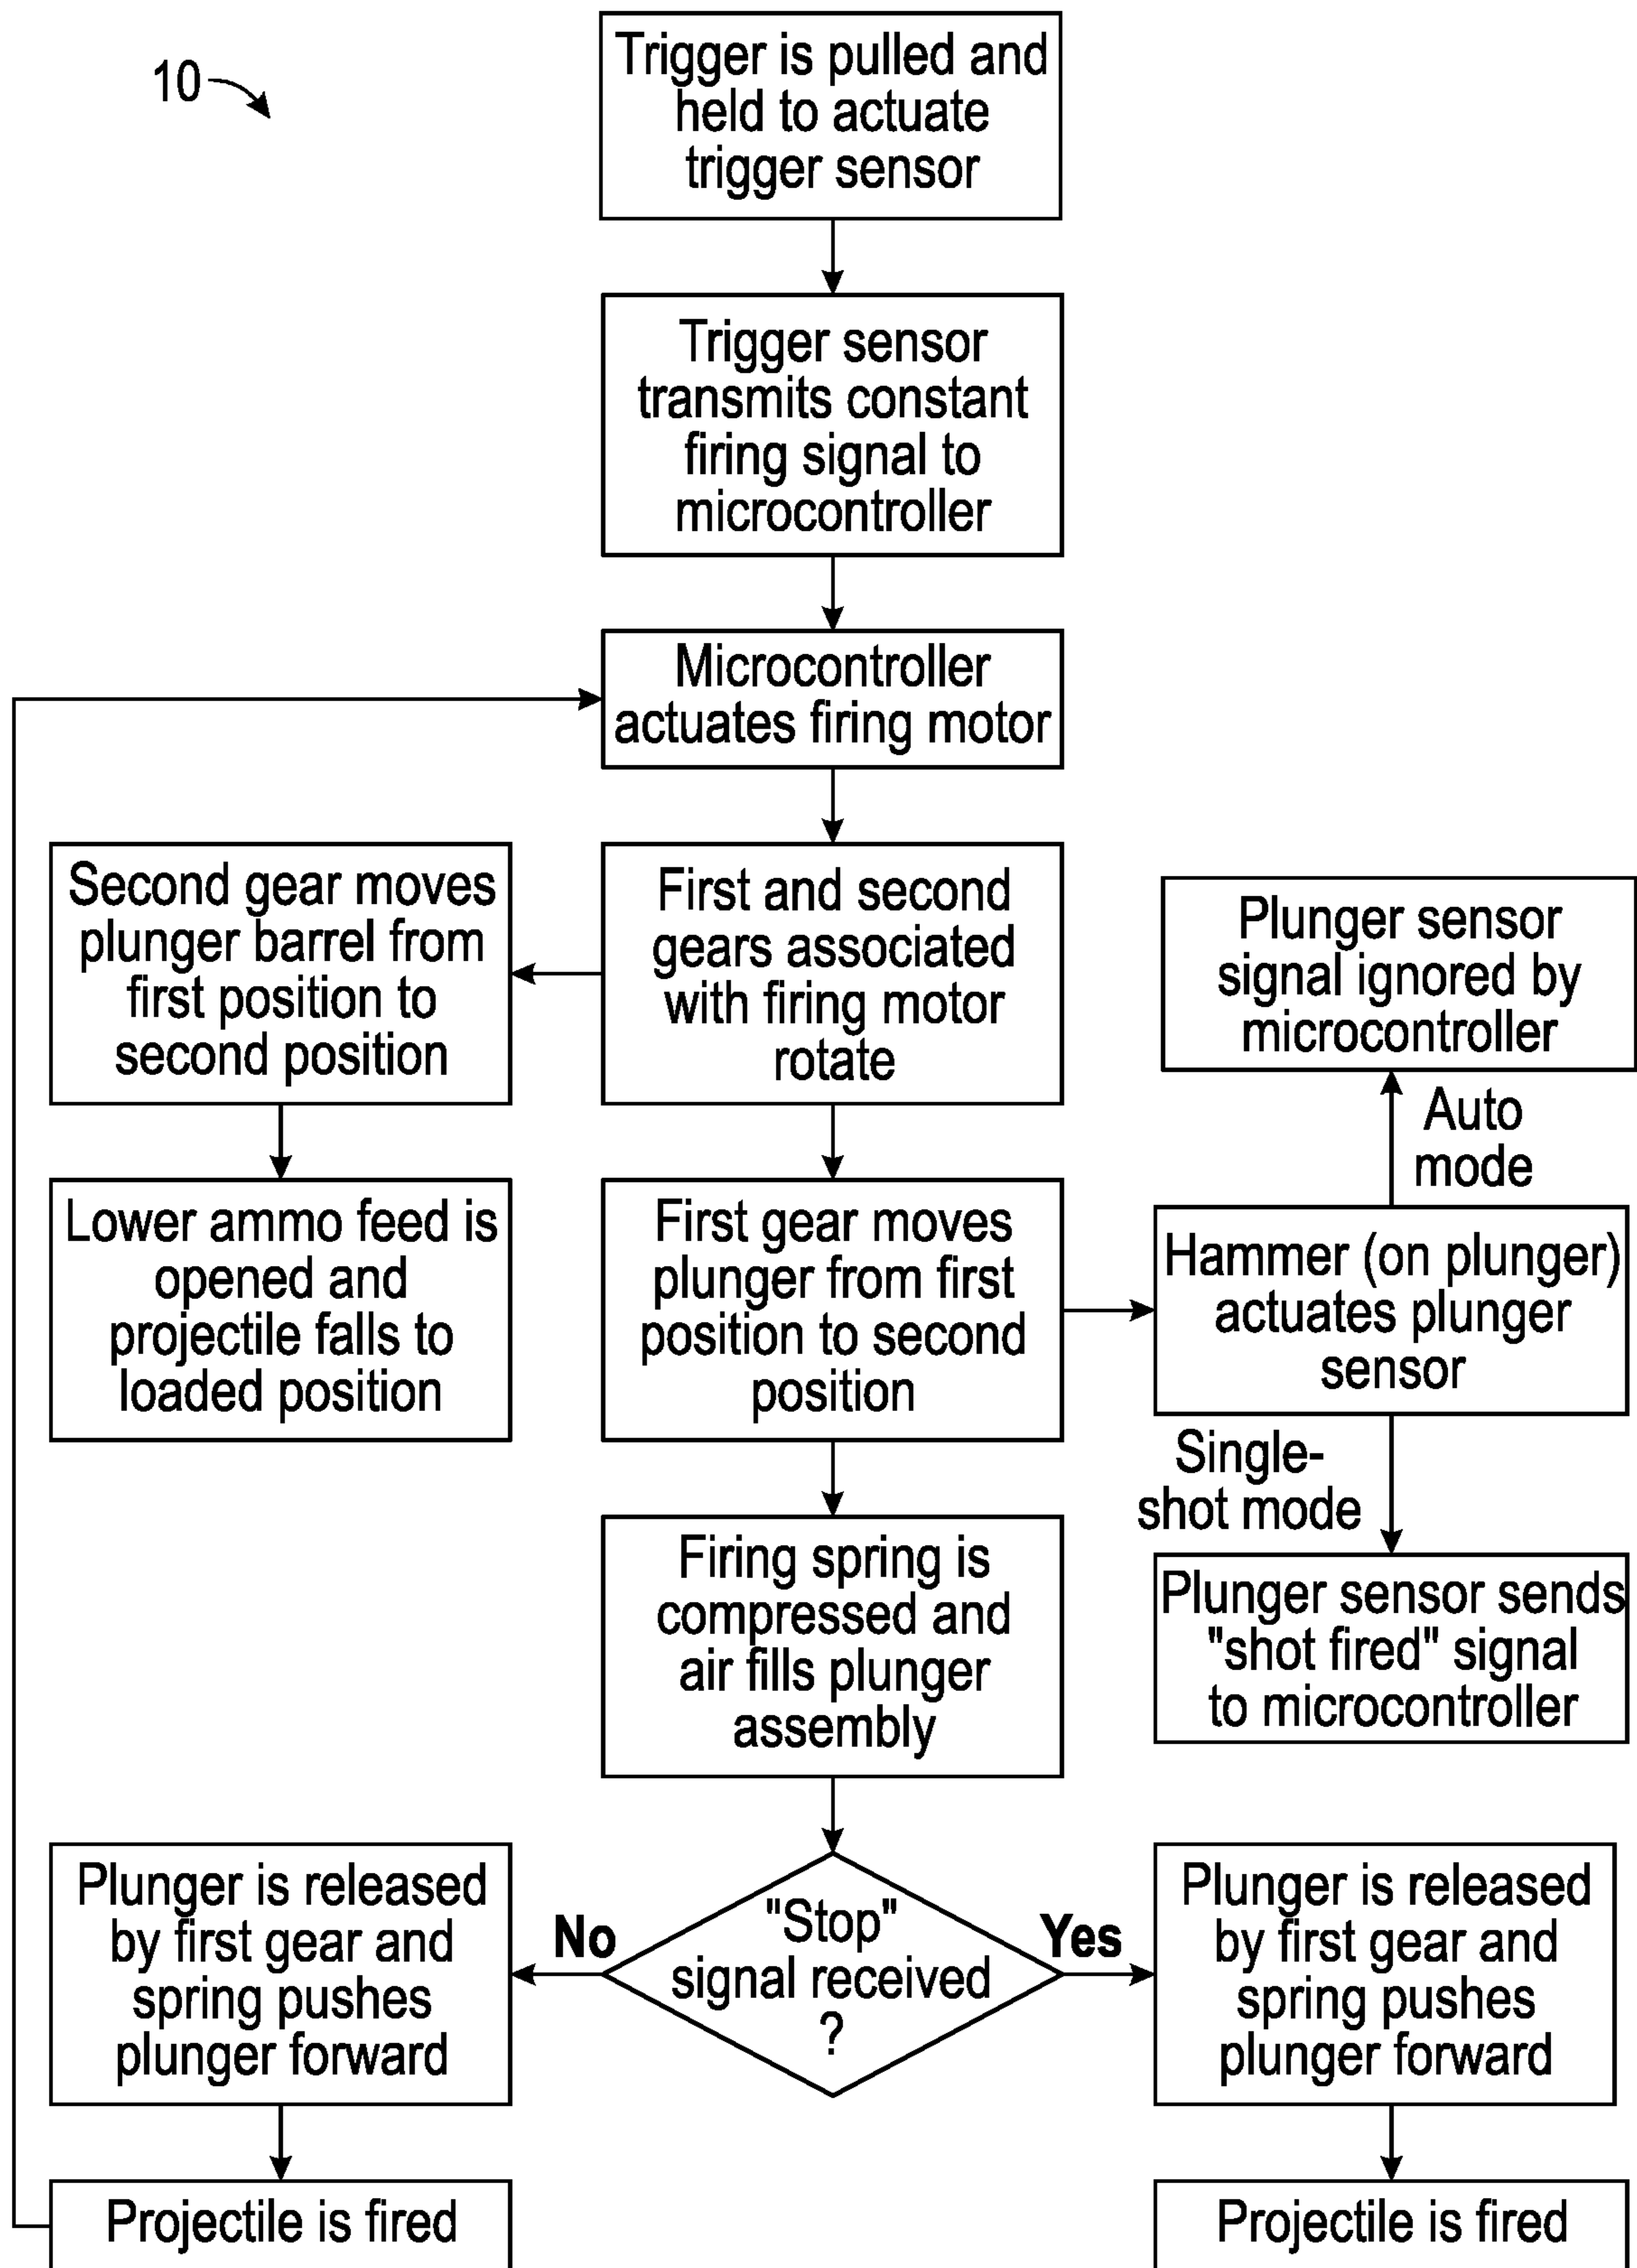 10
Trigger is pulled and
held to actuate
trigger sensor
Trigger sensor
transmits constant
firing signal to
microcontroller
Microcontroller
actuates firing motor
Second gear moves
plunger barrel from
first position to
second position
First and second
gears associated
with firing motor
rotate
Plunger sensor
signal ignored by
microcontroller
Auto
mode
Lower ammo feed is
opened and
projectile falls to
loaded position
First gear moves
plunger from first
position to second
position
Hammer (on plunger)
actuates plunger
sensor
Single-
shot mode
Firing spring is
compressed and
air fills plunger
assembly
Plunger sensor sends
"shot fired" signal
to microcontroller
Plunger is released
by first gear and
spring pushes
plunger forward
No
"Stop"
signal received
?
Yes
Plunger is released
by first gear and
spring pushes
plunger forward
Projectile is fired
Projectile is fired